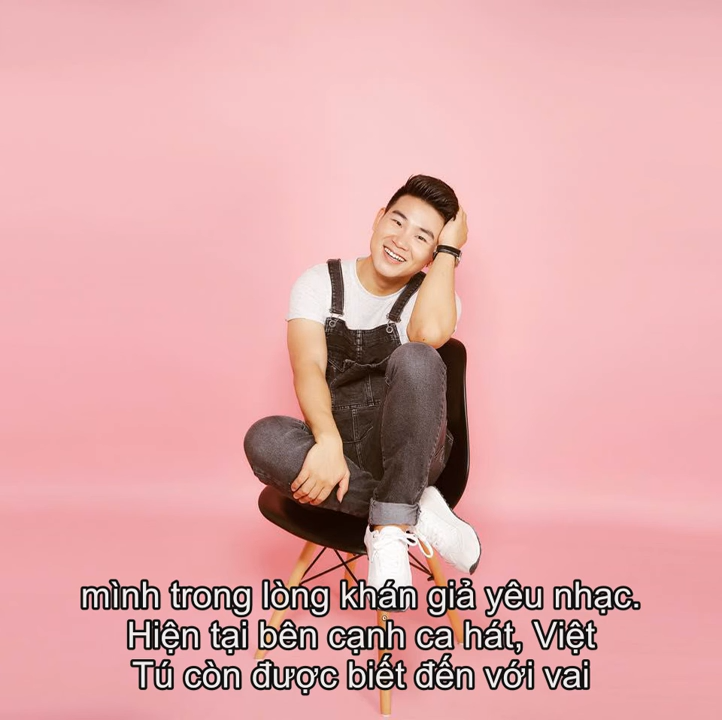 mình trong lòng khán giả yêu nhạc.
Hiện tại bên cạnh ca hát, Việt
Tú còn được biết đến với vai